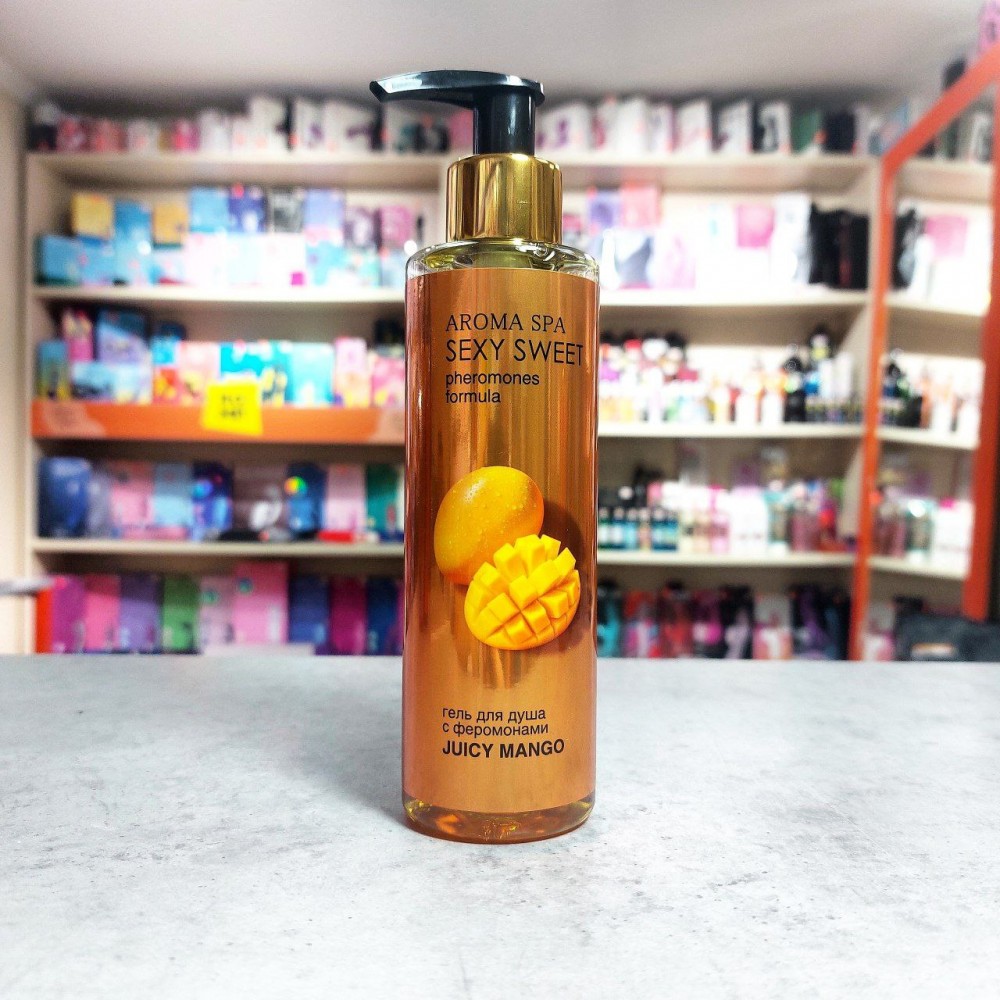 AROMA SPA
SEXY SWEET
pheromones
formula
гель для душа
с феромонами
JUICY MANGO